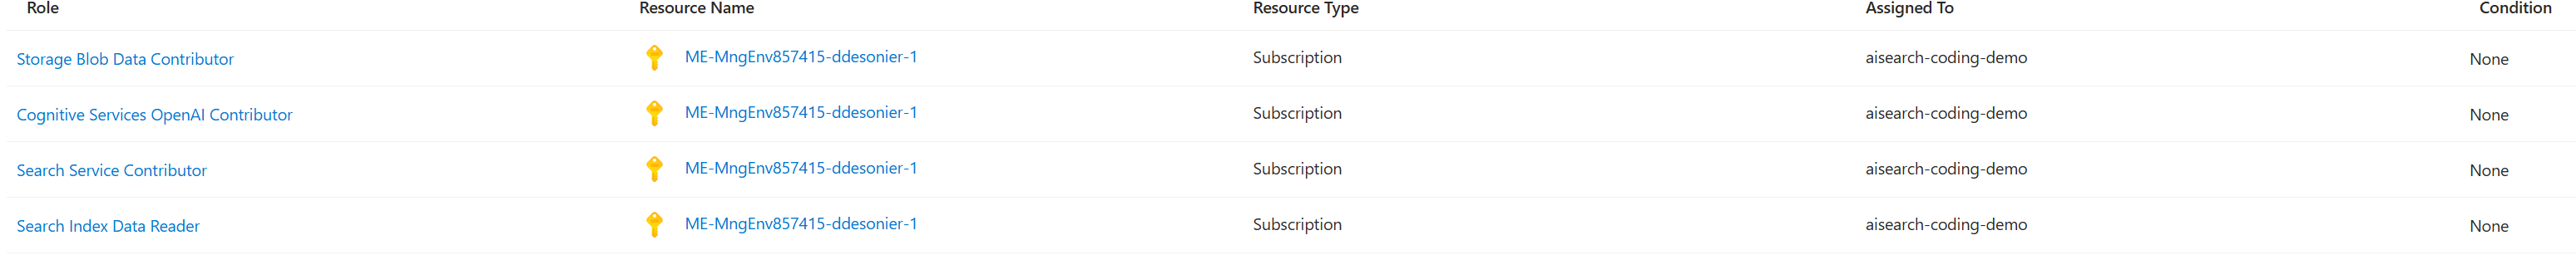 Role Resource Name Resource Type Assigned To Condition
Storage Blob Data Contributor ME-MngEnv857415-ddesonier-1 Subscription aisearch-coding-demo None
Cognitive Services OpenAI Contributor ME-MngEnv857415-ddesonier-1 Subscription aisearch-coding-demo None
Search Service Contributor ME-MngEnv857415-ddesonier-1 Subscription aisearch-coding-demo None
Search Index Data Reader ME-MngEnv857415-ddesonier-1 Subscription aisearch-coding-demo None